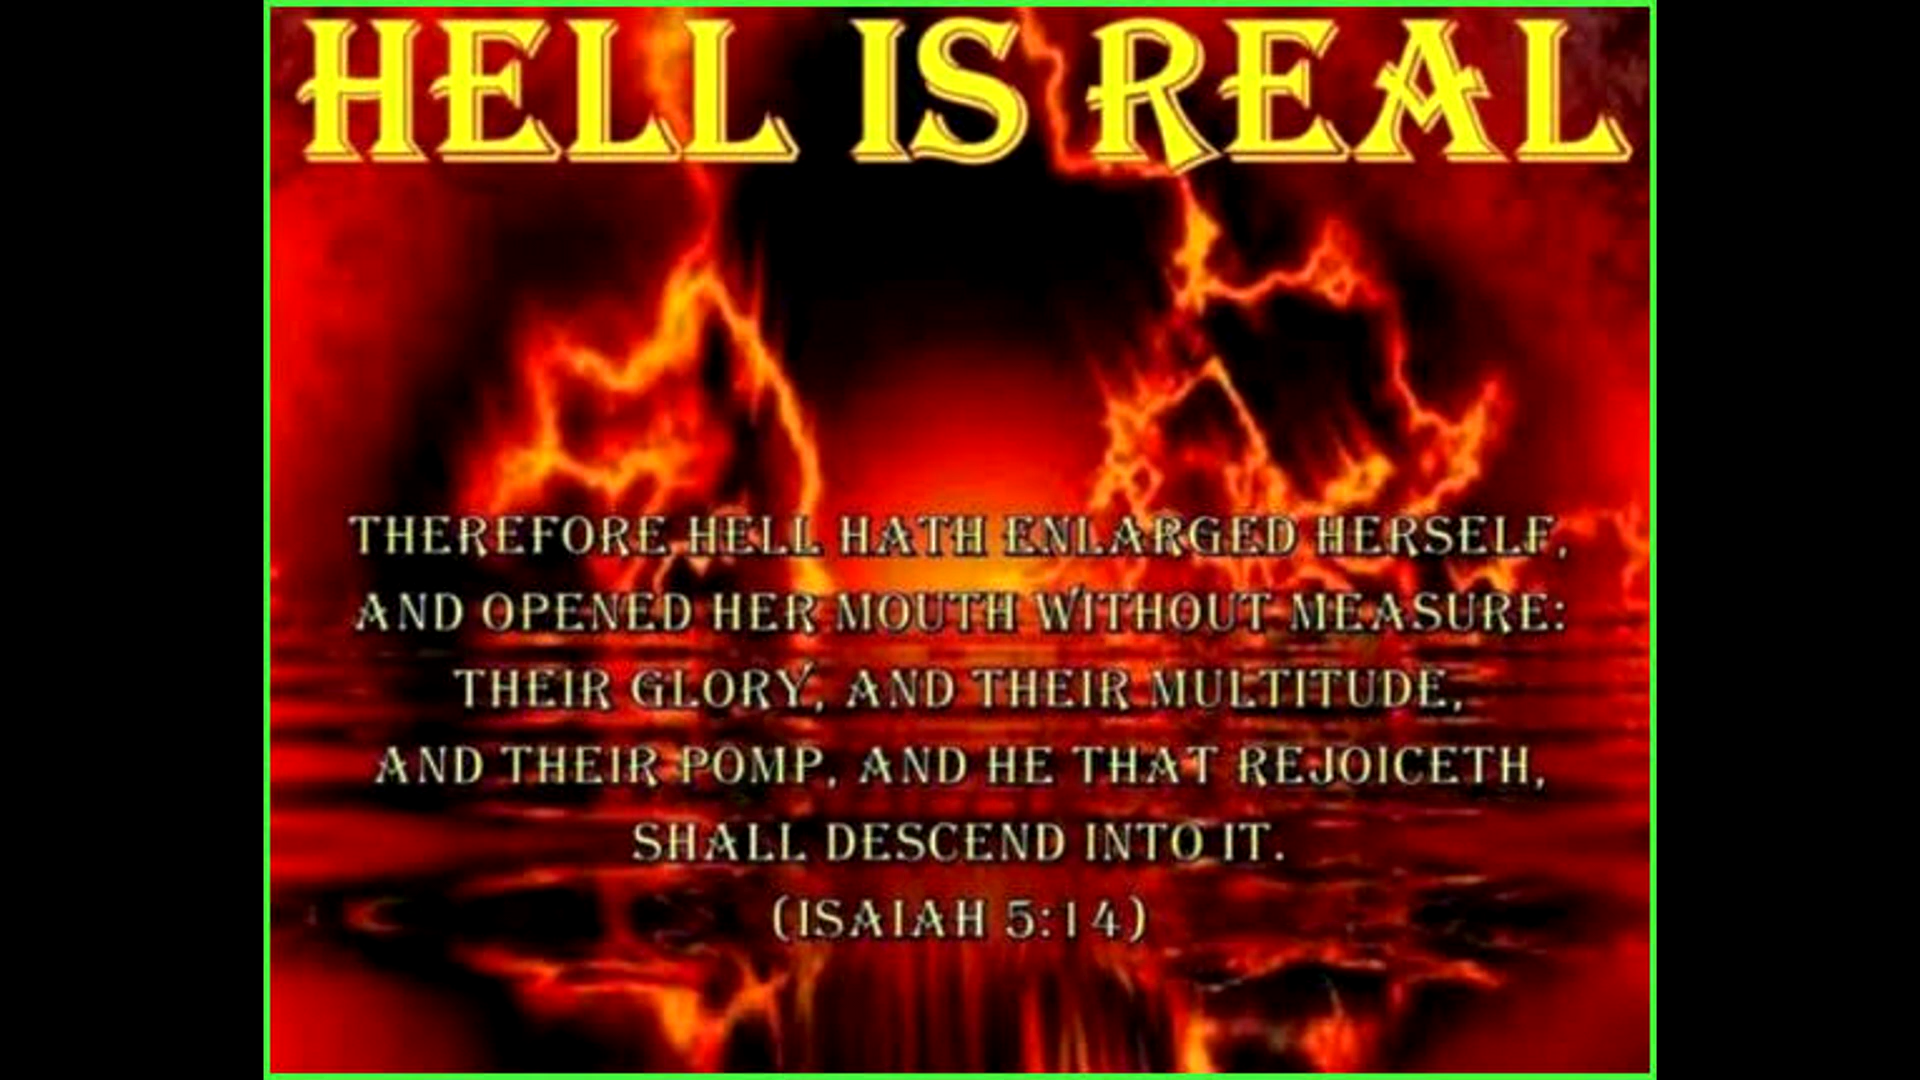 HELL IS REAL
THEREFORE HELL HATH ENLARGED HERSELF,
AND OPENED HER MOUTH WITHOUT MEASURE:
THEIR GLORY, AND THEIR MULTITUDE,
AND THEIR POMP, AND HE THAT REJOICETH,
SHALL DESCEND INTO IT.
(ISAIAH 5:14)